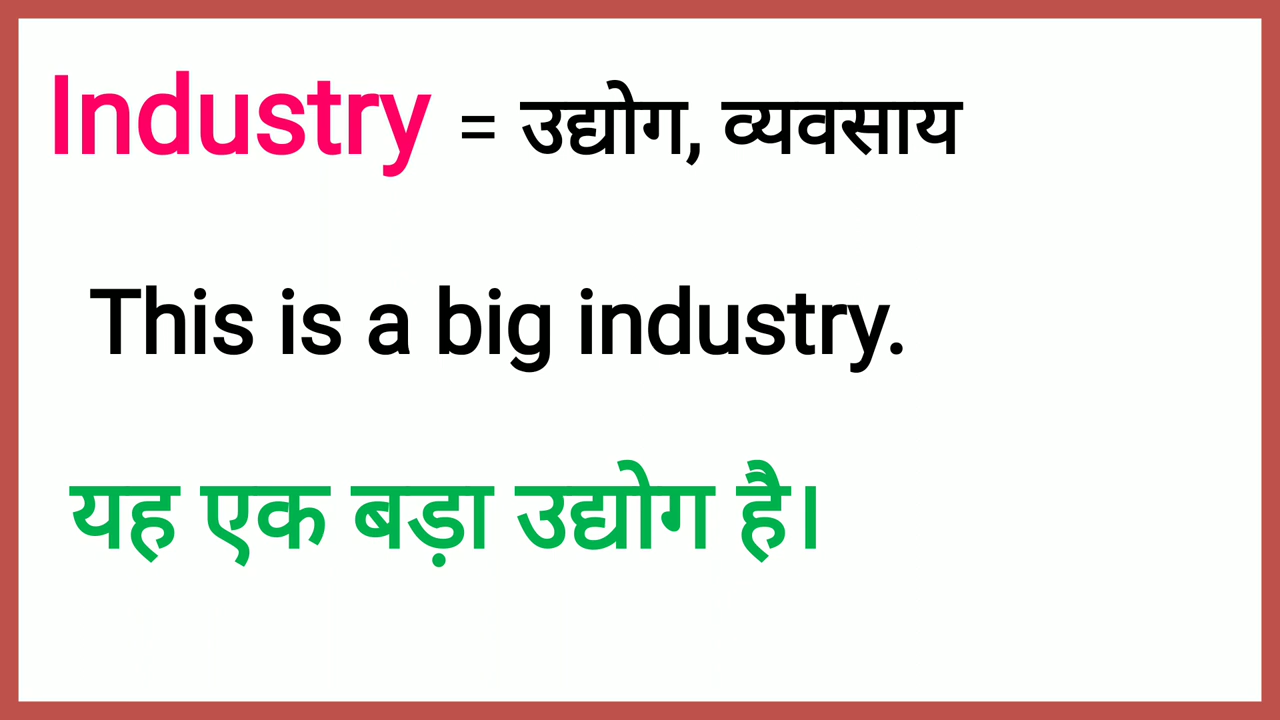 Industry = उद्योग, व्यवसाय
This is a big industry.
यह एक बड़ा उद्योग है।